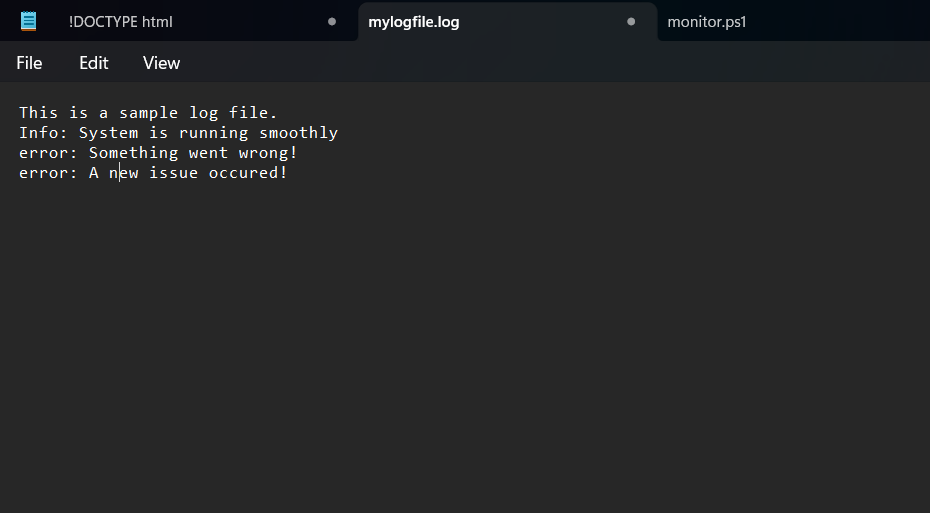 !DOCTYPE html
mylogfile.log
monitor.ps1
File Edit View
This is a sample log file.
Info: System is running smoothly
error: Something went wrong!
error: A new issue occured!